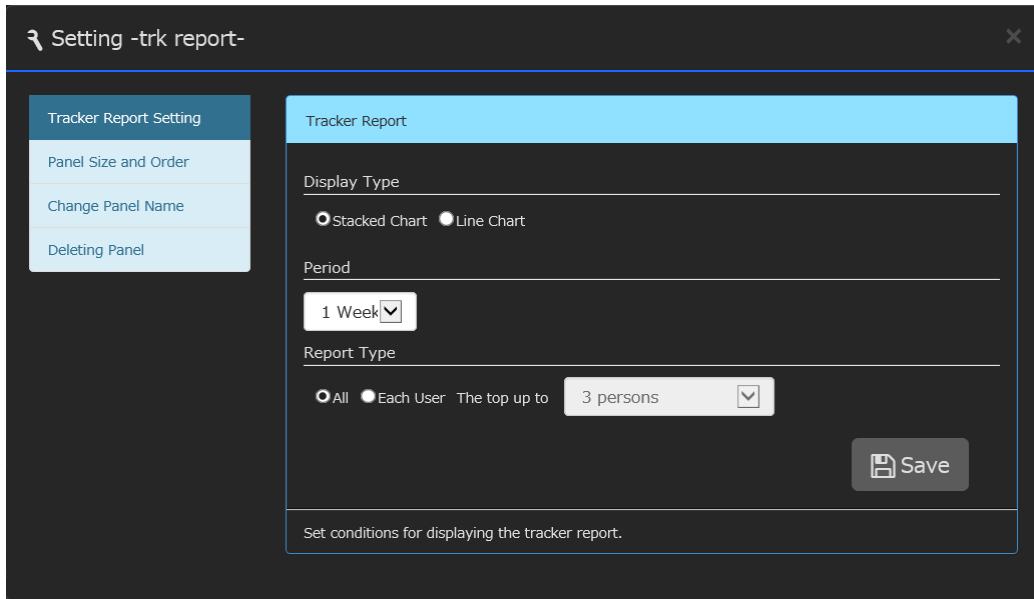 Setting -trk report-
Tracker Report Setting
Panel Size and Order
Change Panel Name
Deleting Panel
Tracker Report
Display Type
Stacked Chart Line Chart
Period
1 Week
Report Type
All Each User The top up to 3 persons
Save
Set conditions for displaying the tracker report.